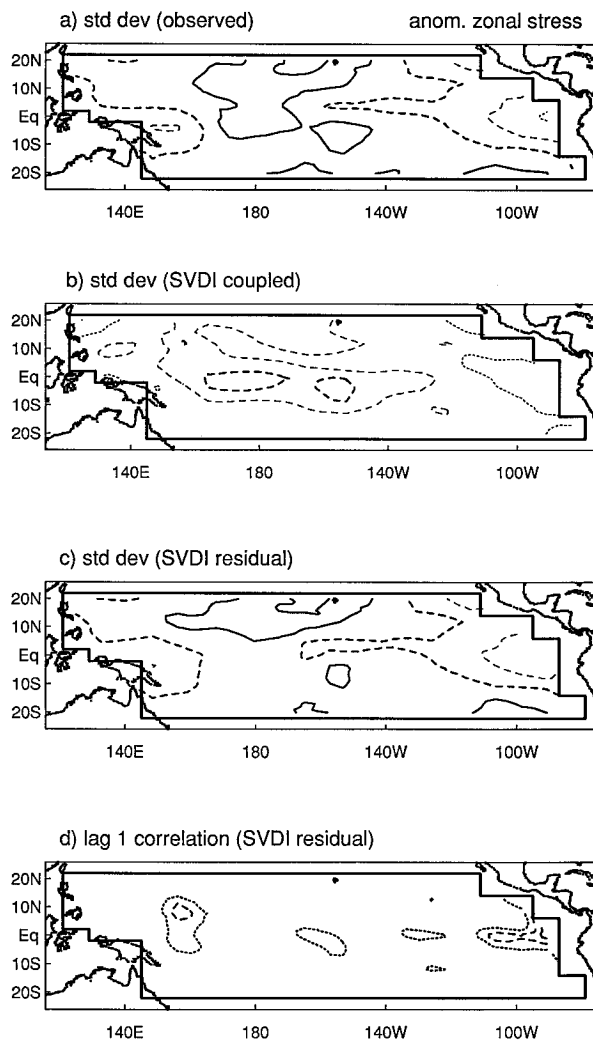 a) std dev (observed) anom. zonal stress
20N
10N
Eq
10S
20S
140E 180 140W 100W
b) std dev (SVDI coupled)
20N
10N
Eq
10S
20S
140E 180 140W 100W
c) std dev (SVDI residual)
20N
10N
Eq
10S
20S
140E 180 140W 100W
d) lag 1 correlation (SVDI residual)
20N
10N
Eq
10S
20S
140E 180 140W 100W